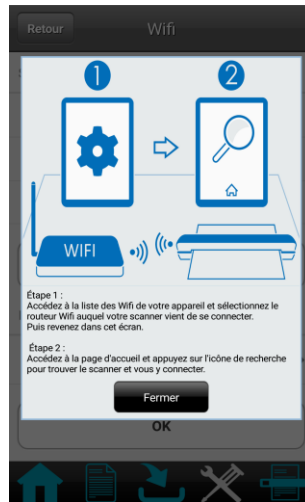 Retour
Wifi
1
2
WIFI
Étape 1 :
Accédez à la liste des Wifi de votre appareil et sélectionnez le
routeur Wifi auquel votre scanner vient de se connecter.
Puis revenez dans cet écran.
Étape 2 :
Accédez à la page d'accueil et appuyez sur l'icône de recherche
pour trouver le scanner et vous y connecter.
Fermer
OK